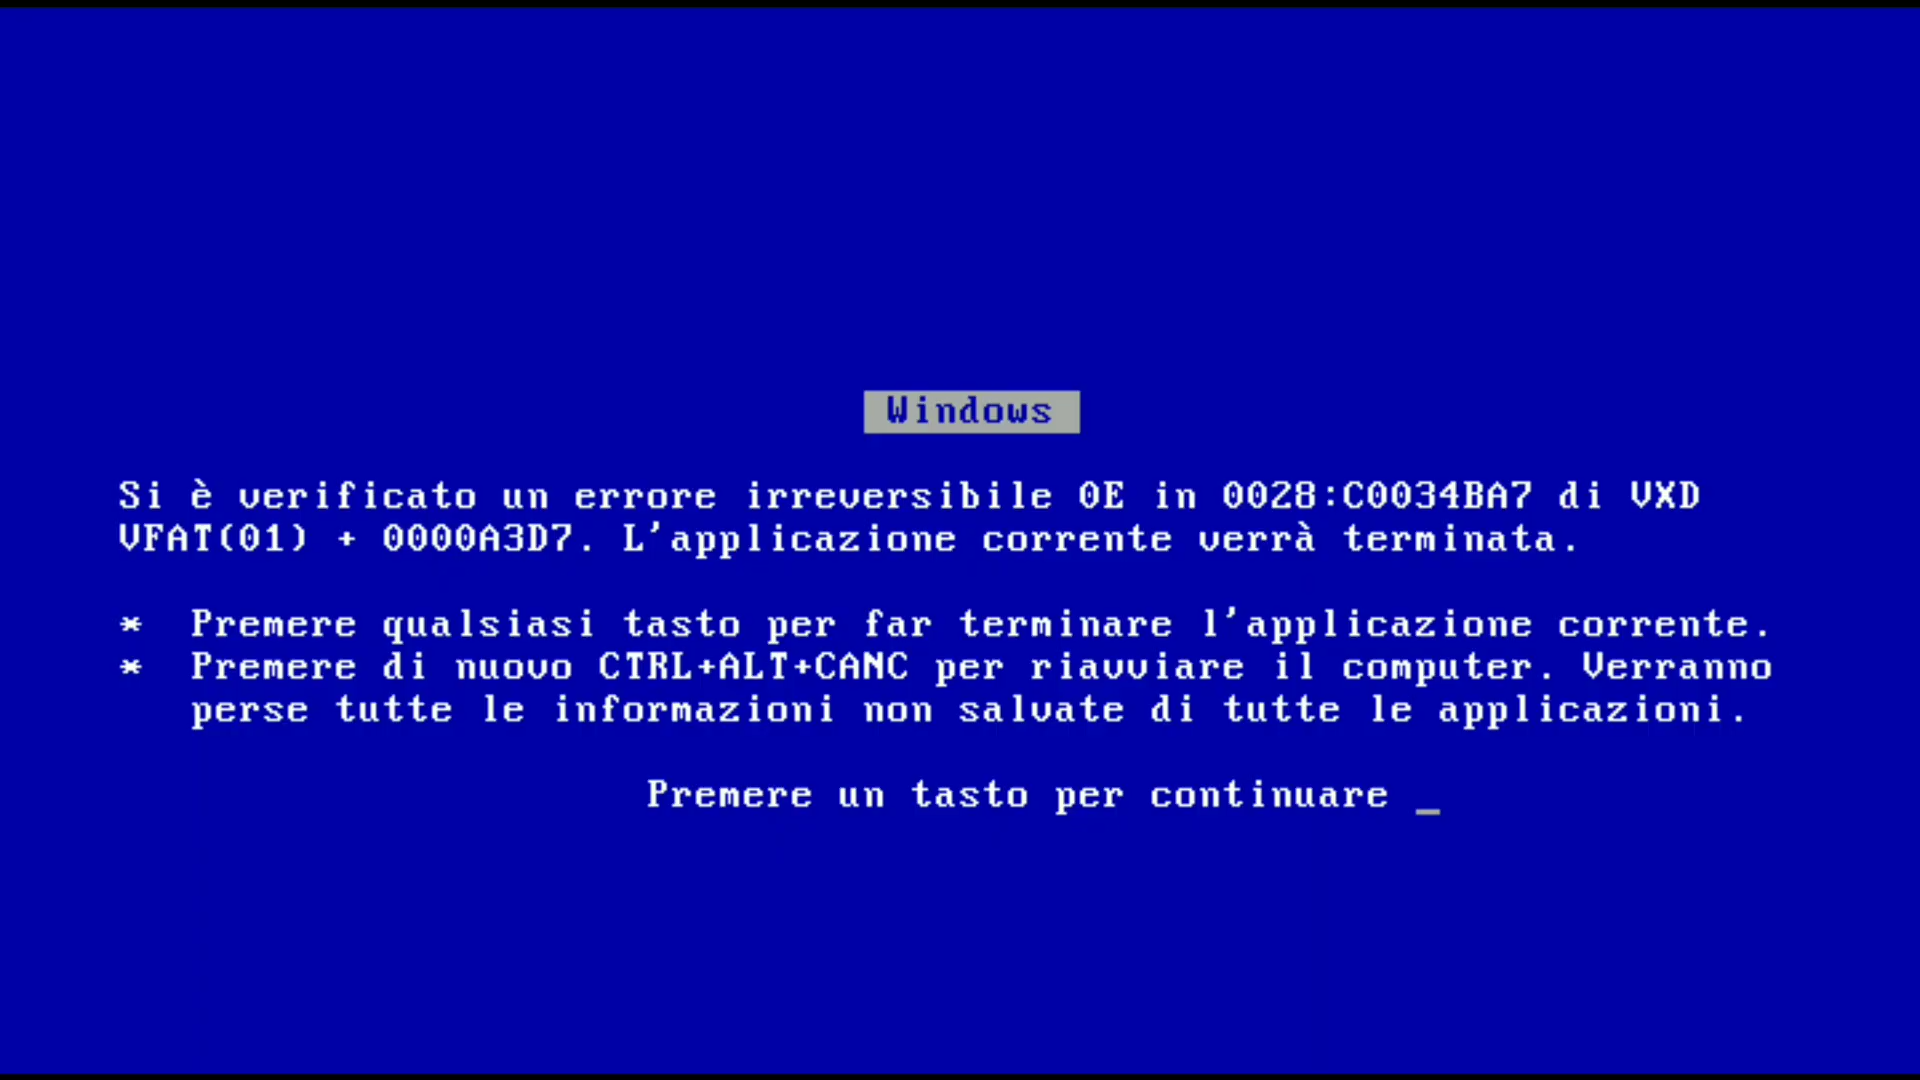 Windows
Si è verificato un errore irreversibile 0E in 0028:C0034BA7 di VXD
VFAT(01) + 0000A3D7. L'applicazione corrente verrà terminata.
* Premere qualsiasi tasto per far terminare l'applicazione corrente.
* Premere di nuovo CTRL+ALT+CANC per riavviare il computer. Verranno
perse tutte le informazioni non salvate di tutte le applicazioni.
Premere un tasto per continuare _